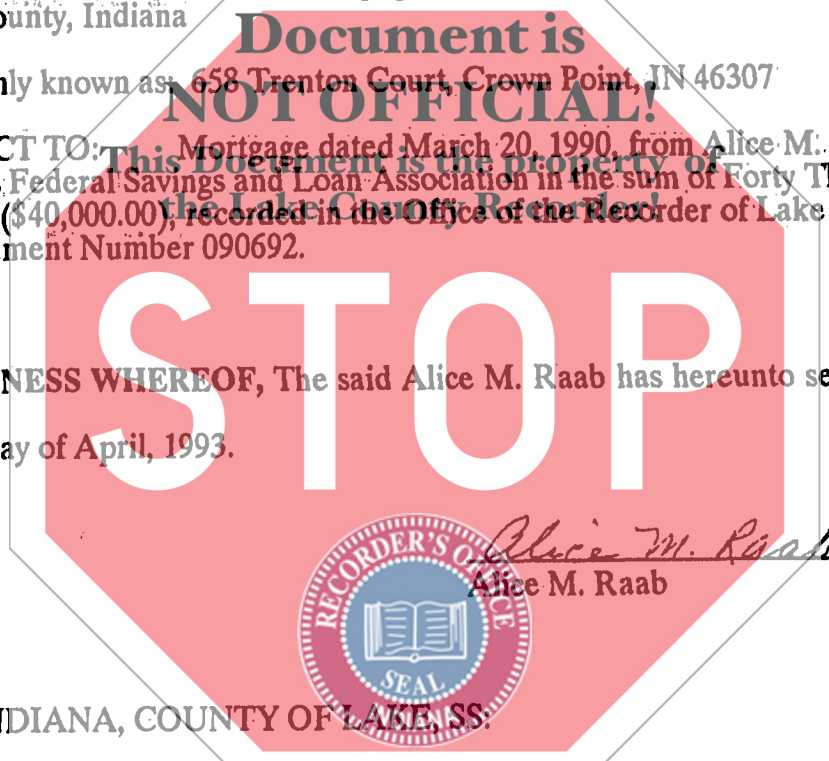 ounty, Indiana
Document is
nly known as: 658 Trenton Court, Crown Point, IN 46307
NOT OFFICIAL!
CT TO: Mortgage dated March 20, 1990, from Alice M.
This Document is the property of
Federal Savings and Loan Association in the sum of Forty T
($40,000.00), recorded in the Office of the Recorder of Lake
the Lake County Recorder!
ment Number 090692.
STOP
NESS WHEREOF, The said Alice M. Raab has hereunto se
ay of April, 1993.
Alice M. Raab
Alice M. Raab
RECORDER'S OFFICE
SEAL
INDIANA
NDIANA, COUNTY OF LAKE, SS: